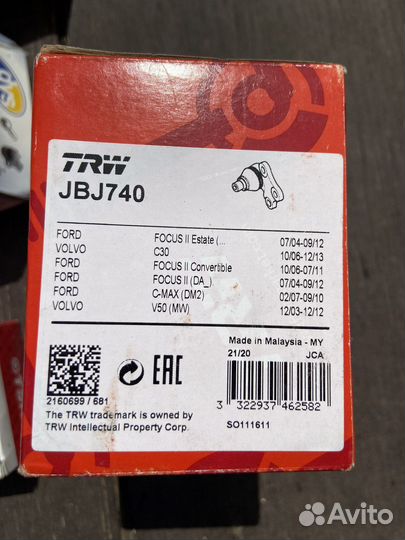 TRW
JBJ740
FORD FOCUS II Estate (... 07/04-09/12
VOLVO C30 10/06-12/13
FORD FOCUS II Convertible 10/06-07/11
FORD FOCUS II (DA_) 07/04-09/12
FORD C-MAX (DM2) 02/07-09/10
VOLVO V50 (MW) 12/03-12/12
Made in Malaysia - MY
21/20 JCA
EAC
2160699 / 681
3 322937 462582
The TRW trademark is owned by
TRW Intellectual Property Corp.
SO111611
Avito